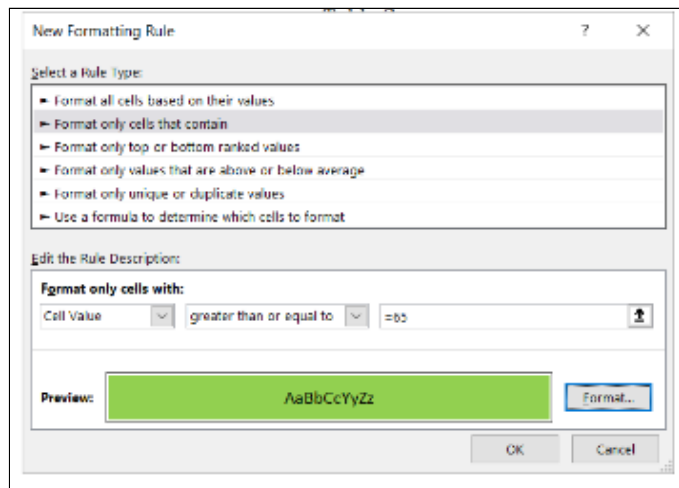 New Formatting Rule ? ×
Select a Rule Type:
► Format all cells based on their values
► Format only cells that contain
► Format only top or bottom ranked values
► Format only values that are above or below average
► Format only unique or duplicate values
► Use a formula to determine which cells to format
Edit the Rule Description:
Format only cells with:
Cell Value greater than or equal to =65
Preview: AaBbCcYyZz Format...
OK Cancel